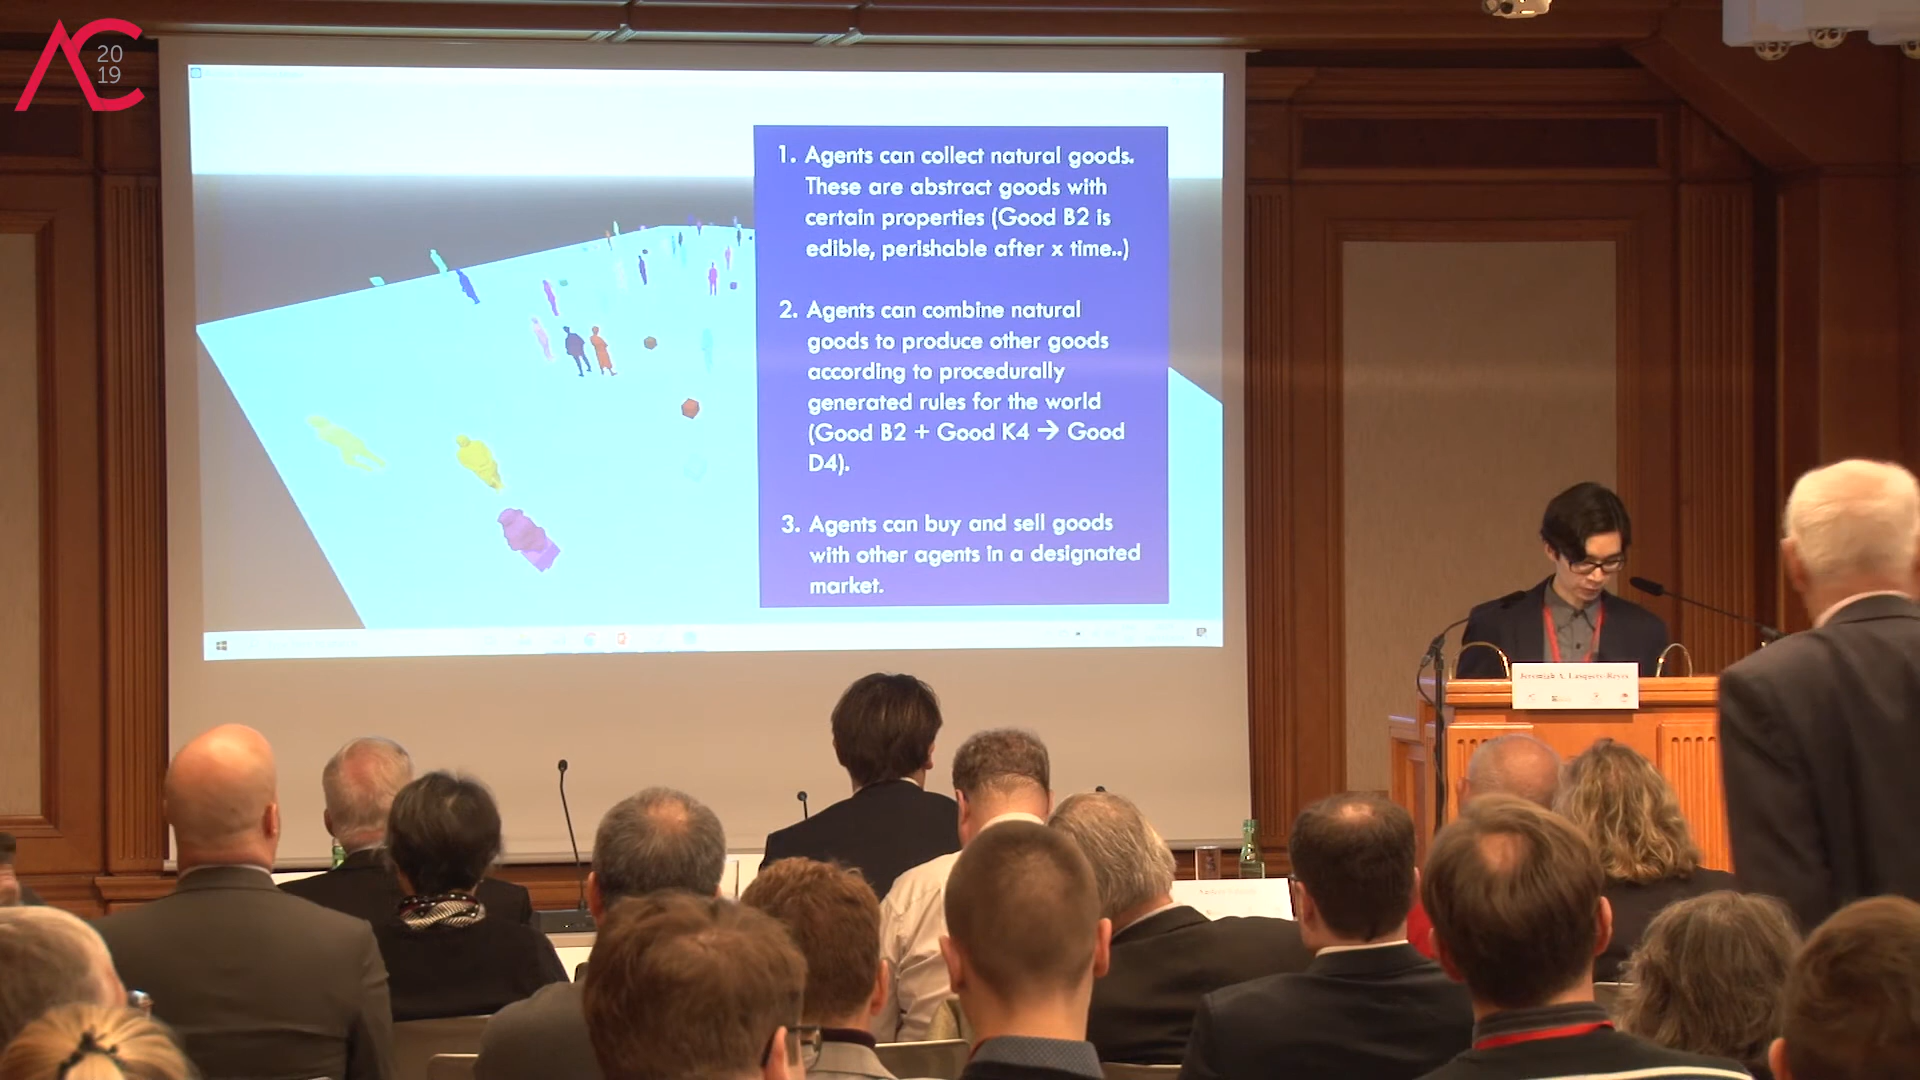 AC
20
19
1. Agents can collect natural goods.
These are abstract goods with
certain properties (Good B2 is
edible, perishable after x time..)
2. Agents can combine natural
goods to produce other goods
according to procedurally
generated rules for the world
(Good B2 + Good K4 → Good
D4).
3. Agents can buy and sell goods
with other agents in a designated
market.
Jeremiah A.